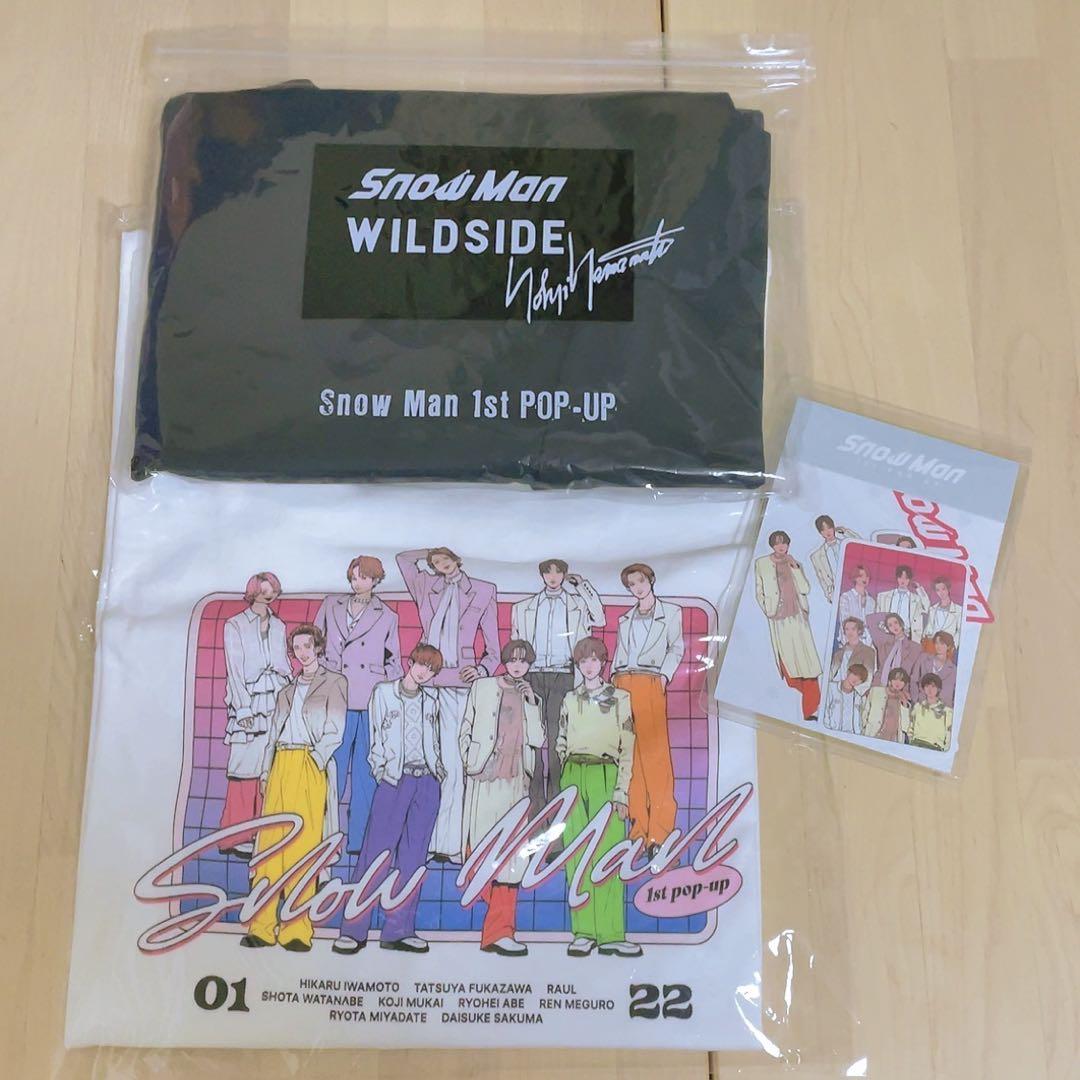 Snow Man
WILDSIDE
Yohji Yamamoto
Snow Man 1st POP-UP
Snow Man
Snow Man
1st pop-up
01
HIKARU IWAMOTO TATSUYA FUKAZAWA RAUL
SHOTA WATANABE KOJI MUKAI RYOHEI ABE REN MEGURO
RYOTA MIYADATE DAISUKE SAKUMA
22